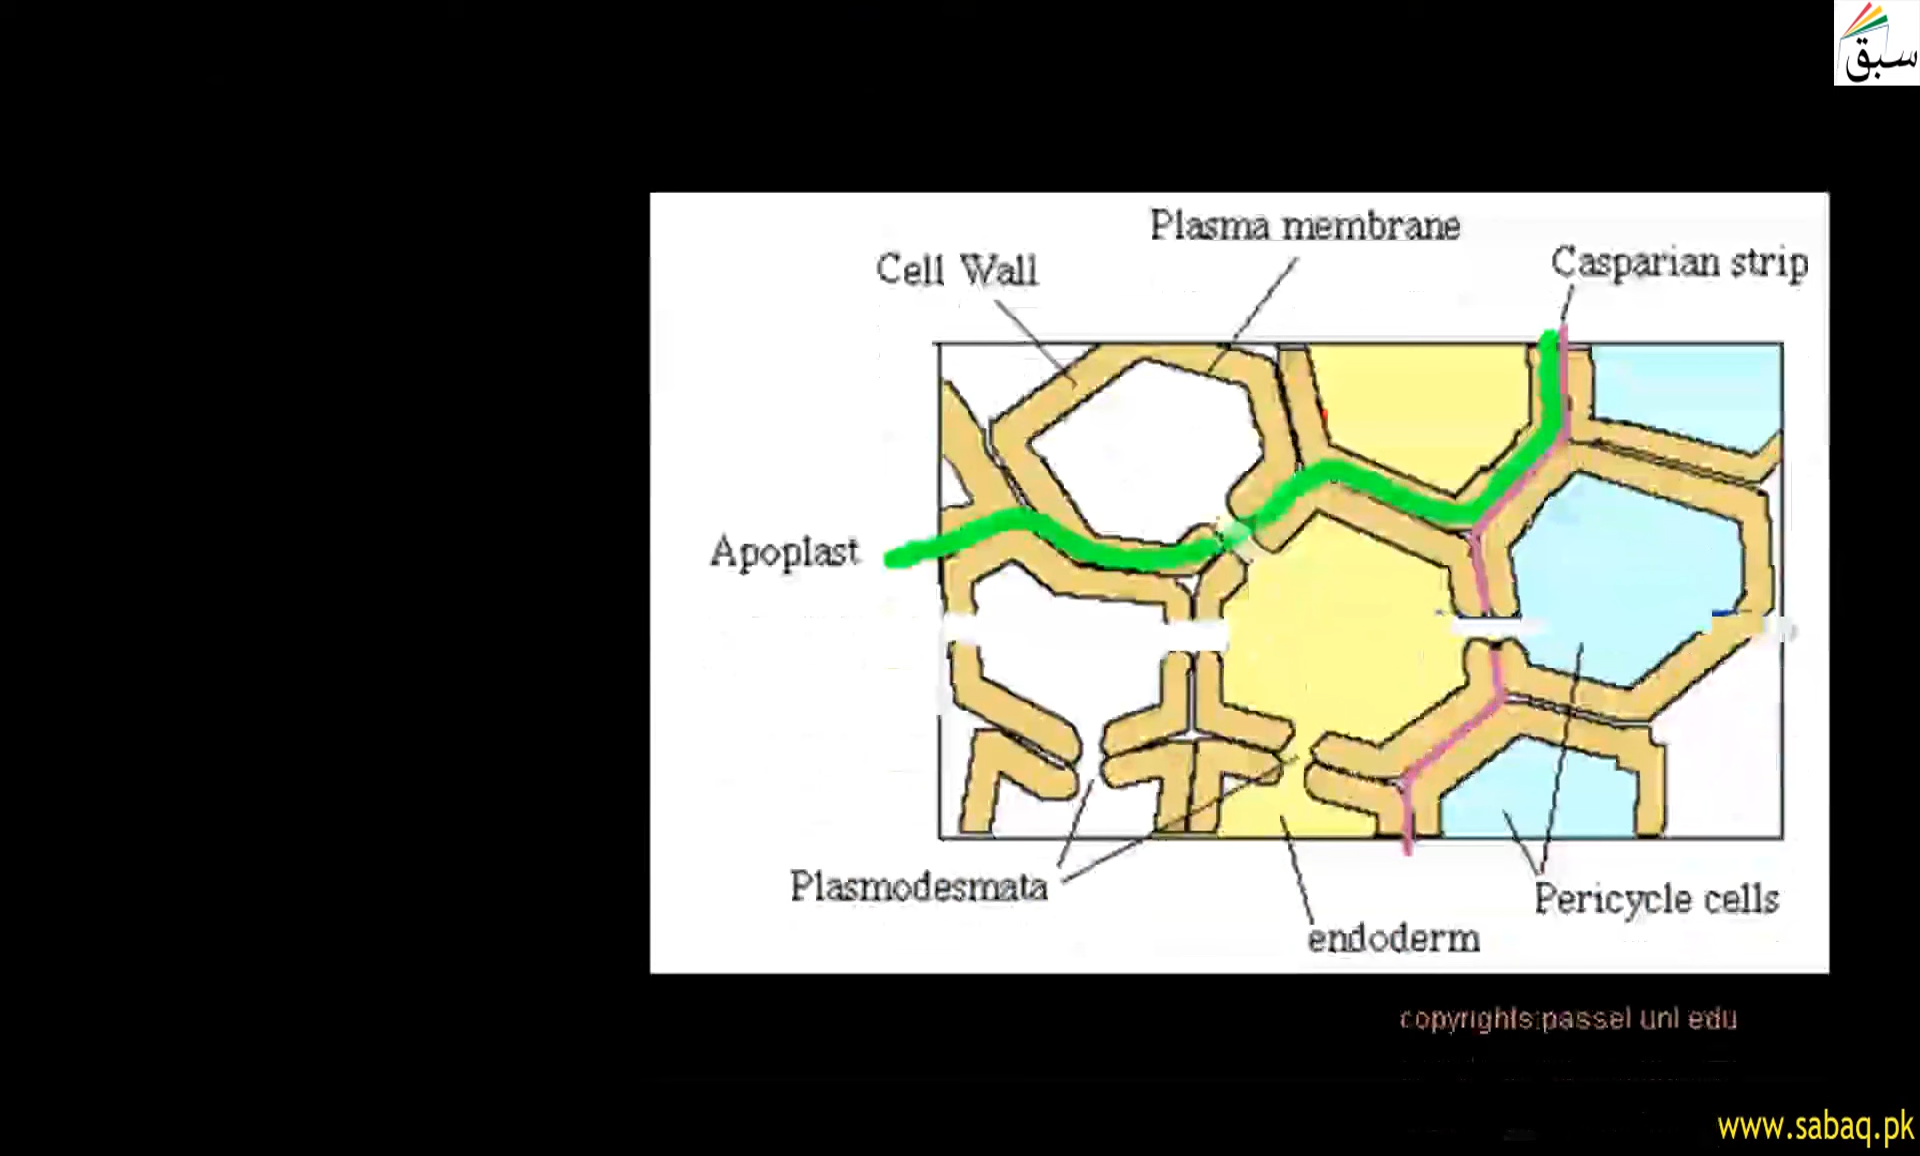 سبق
Plasma membrane
Cell Wall
Casparian strip
Apoplast
Plasmodesmata
Pericycle cells
endoderm
copyrights:passel unl edu
www.sabaq.pk